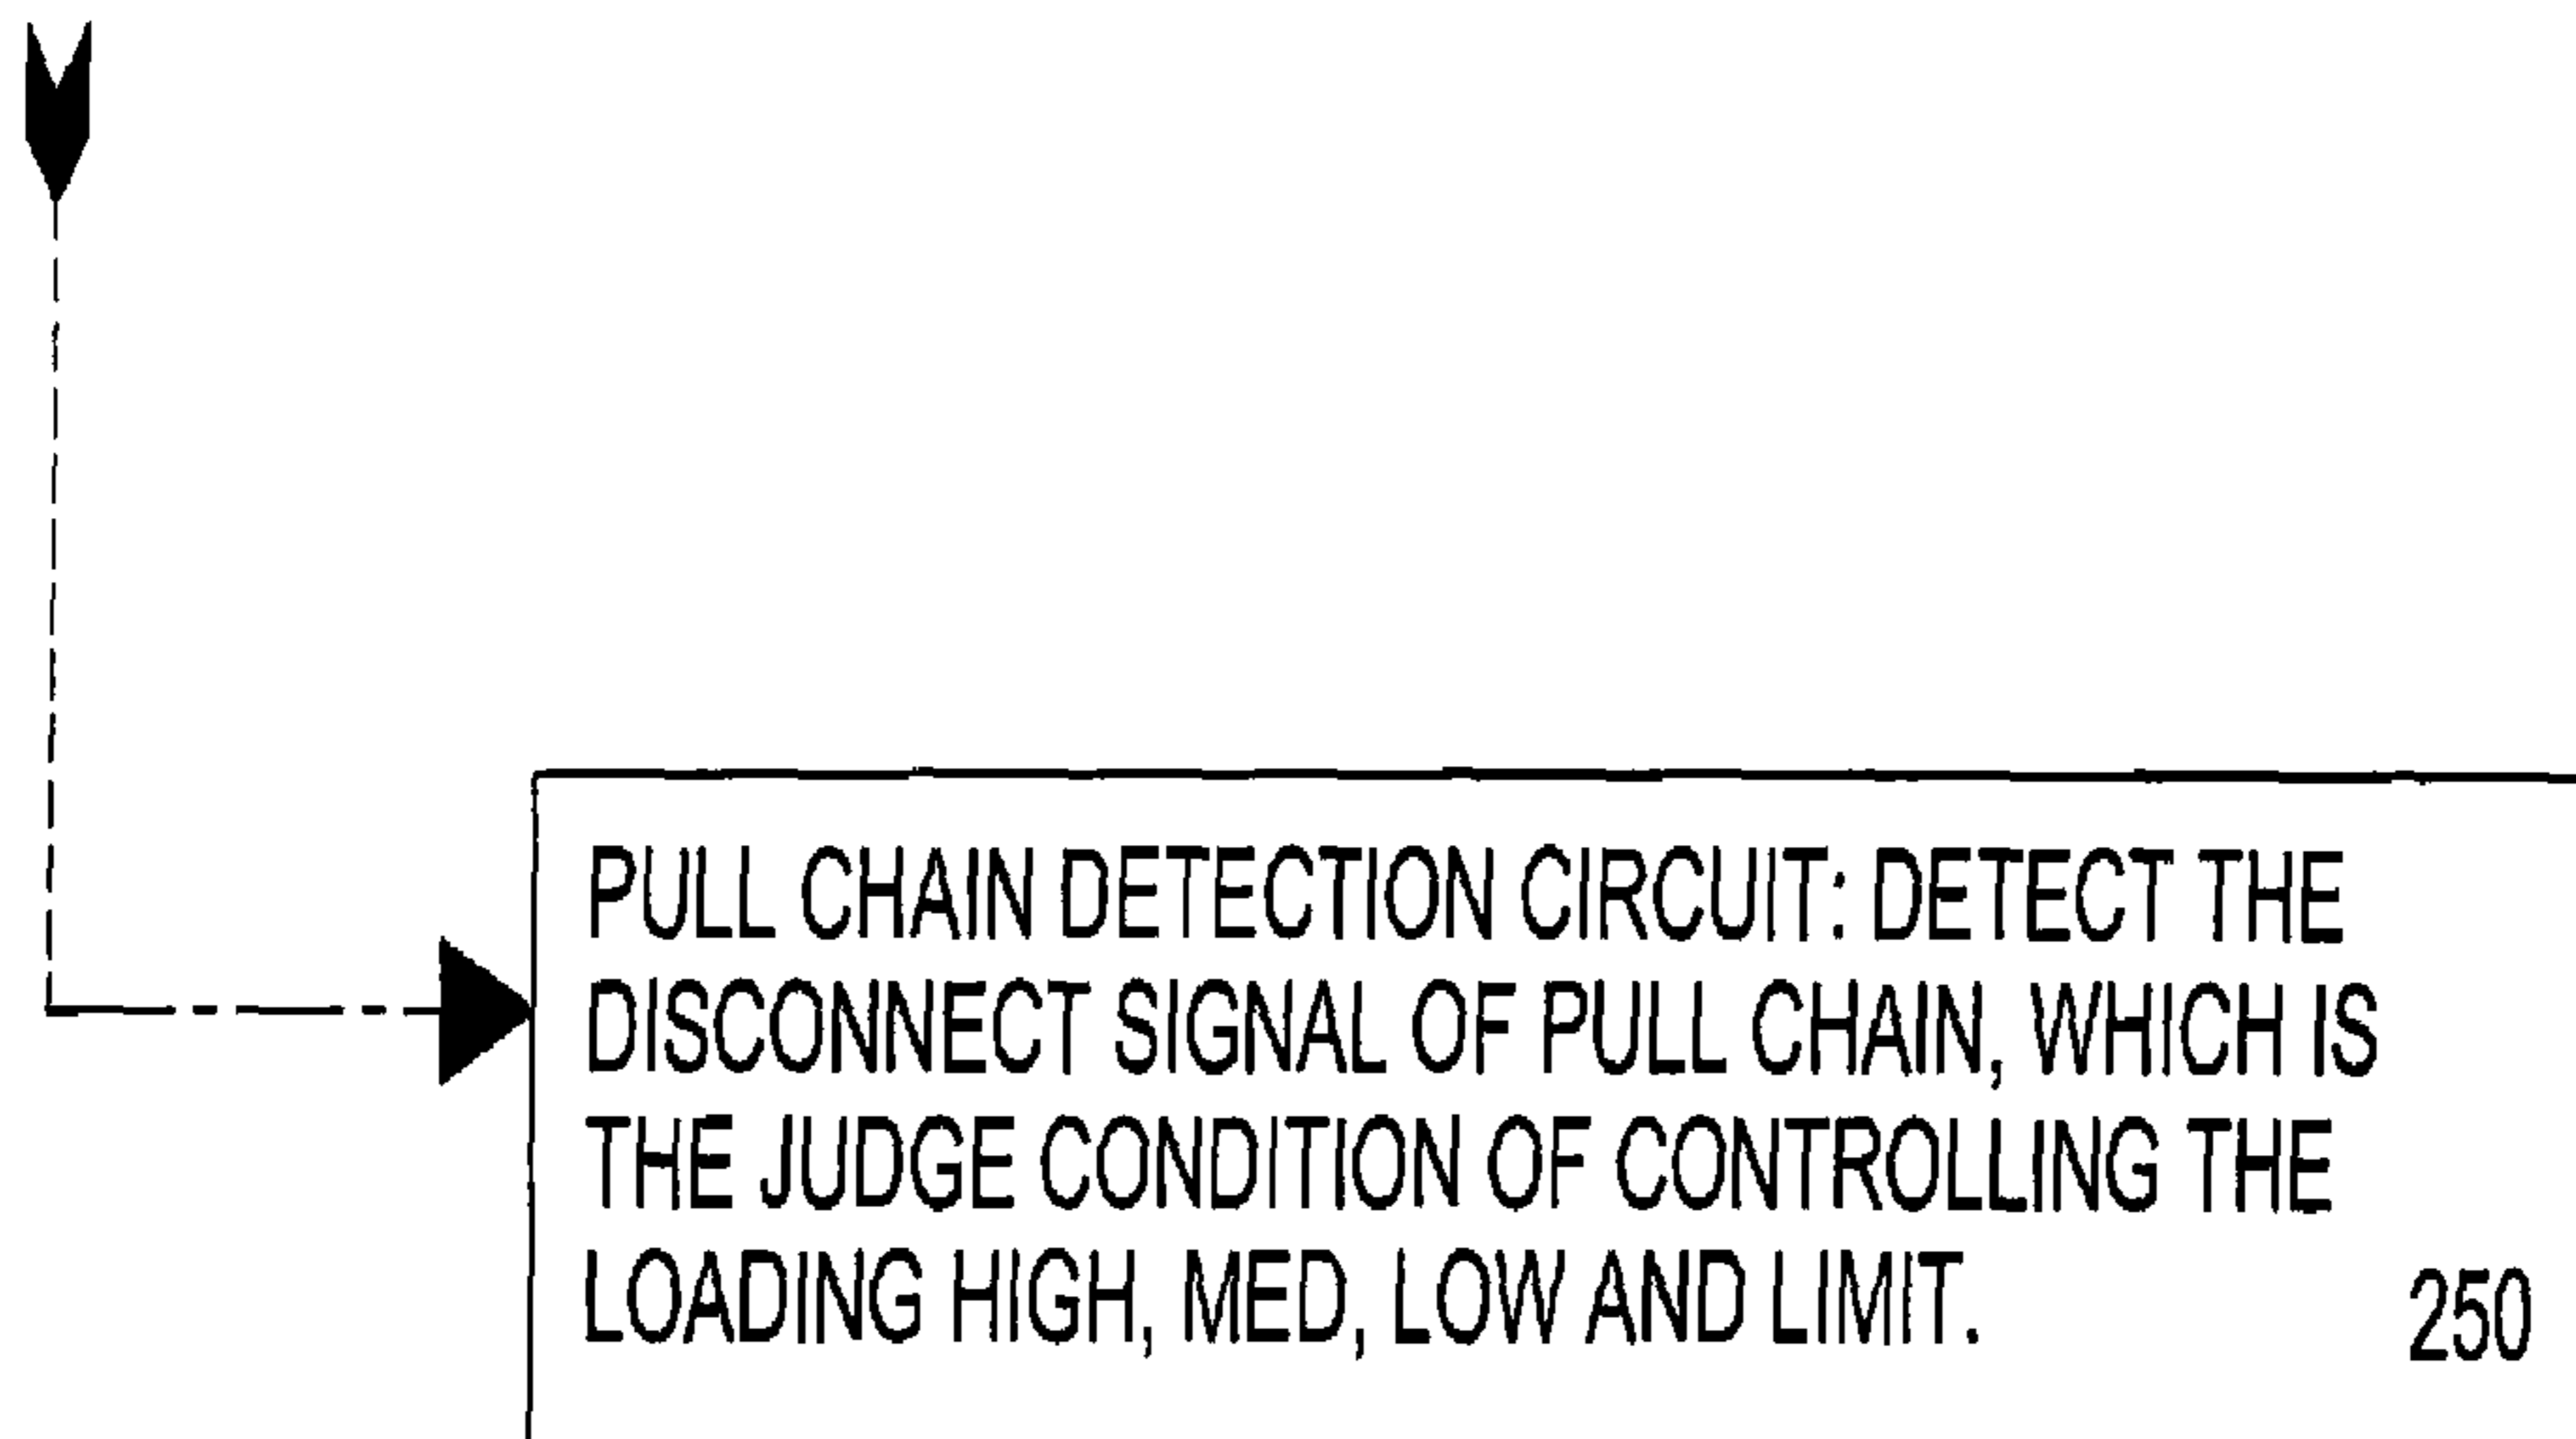 PULL CHAIN DETECTION CIRCUIT: DETECT THE
DISCONNECT SIGNAL OF PULL CHAIN, WHICH IS
THE JUDGE CONDITION OF CONTROLLING THE
LOADING HIGH, MED, LOW AND LIMIT.
250